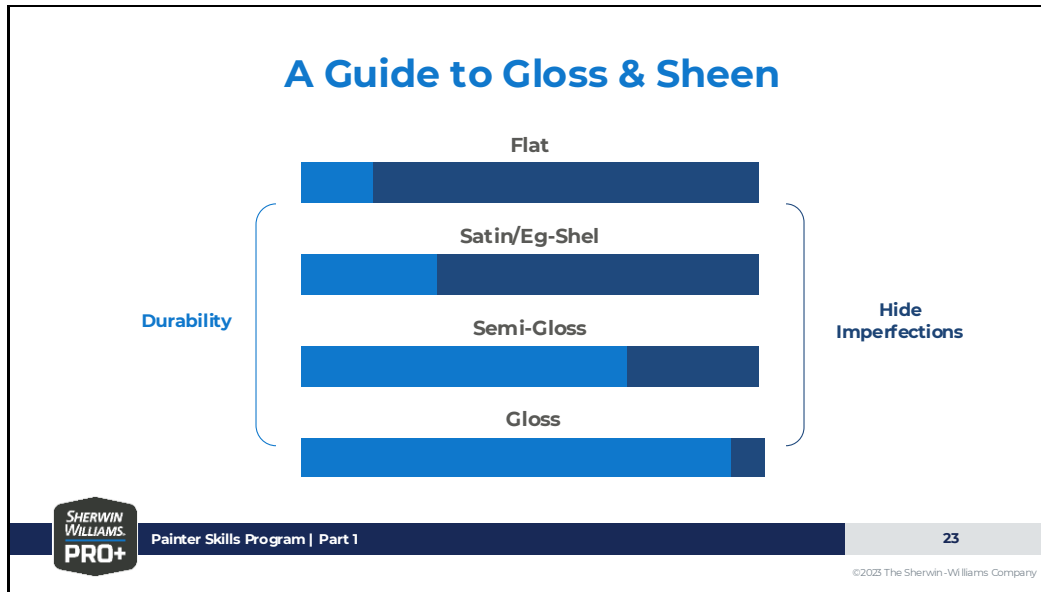 A Guide to Gloss & Sheen
Flat
Satin/Eg-Shel
Durability
Semi-Gloss
Hide
Imperfections
Gloss
SHERWIN
WILLIAMS.
PRO+
Painter Skills Program | Part 1
23
©2023 The Sherwin-Williams Company